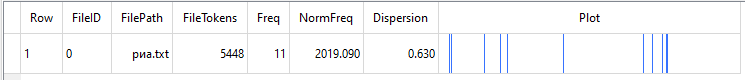 Row FileID FilePath FileTokens Freq NormFreq Dispersion Plot
1 0 риа.txt 5448 11 2019.090 0.630